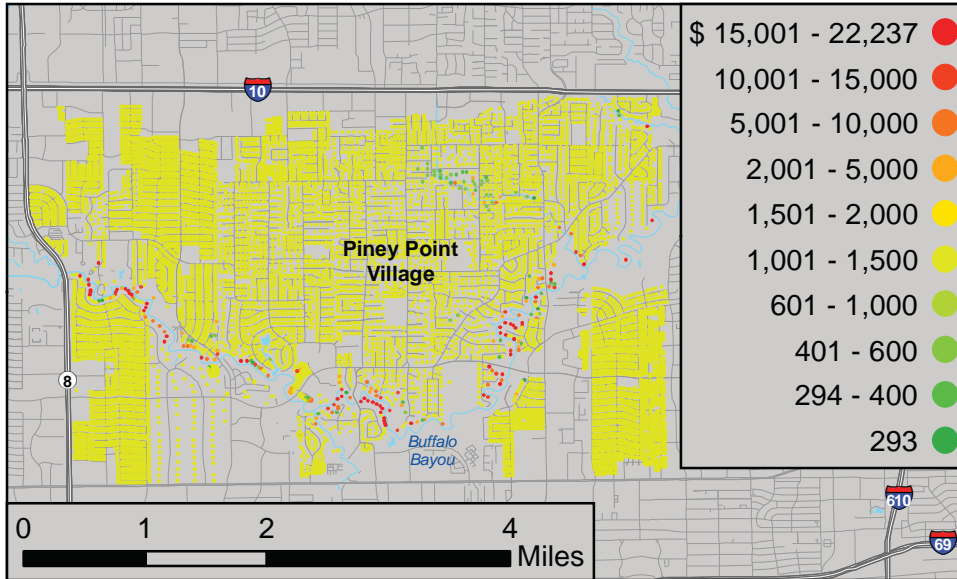 10
$ 15,001 - 22,237
10,001 - 15,000
5,001 - 10,000
2,001 - 5,000
1,501 - 2,000
1,001 - 1,500
601 - 1,000
401 - 600
294 - 400
293
Piney Point
Village
8
Buffalo
Bayou
0 1 2 4
Miles
610
69